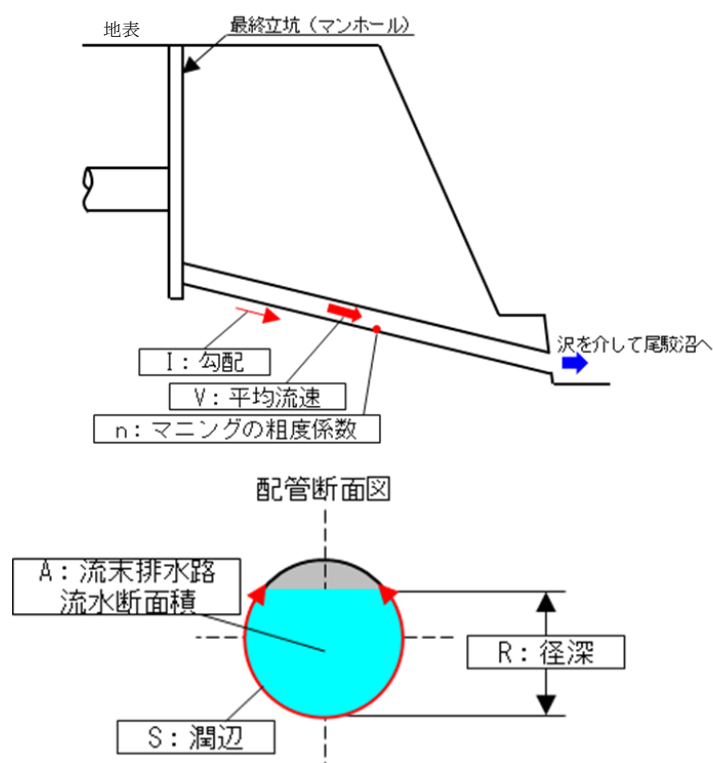 地表
最終立坑（マンホール）
沢を介して尾駮沼へ
I：勾配
V：平均流速
n：マニングの粗度係数
配管断面図
A：流末排水路
流水断面積
R：径深
S：潤辺